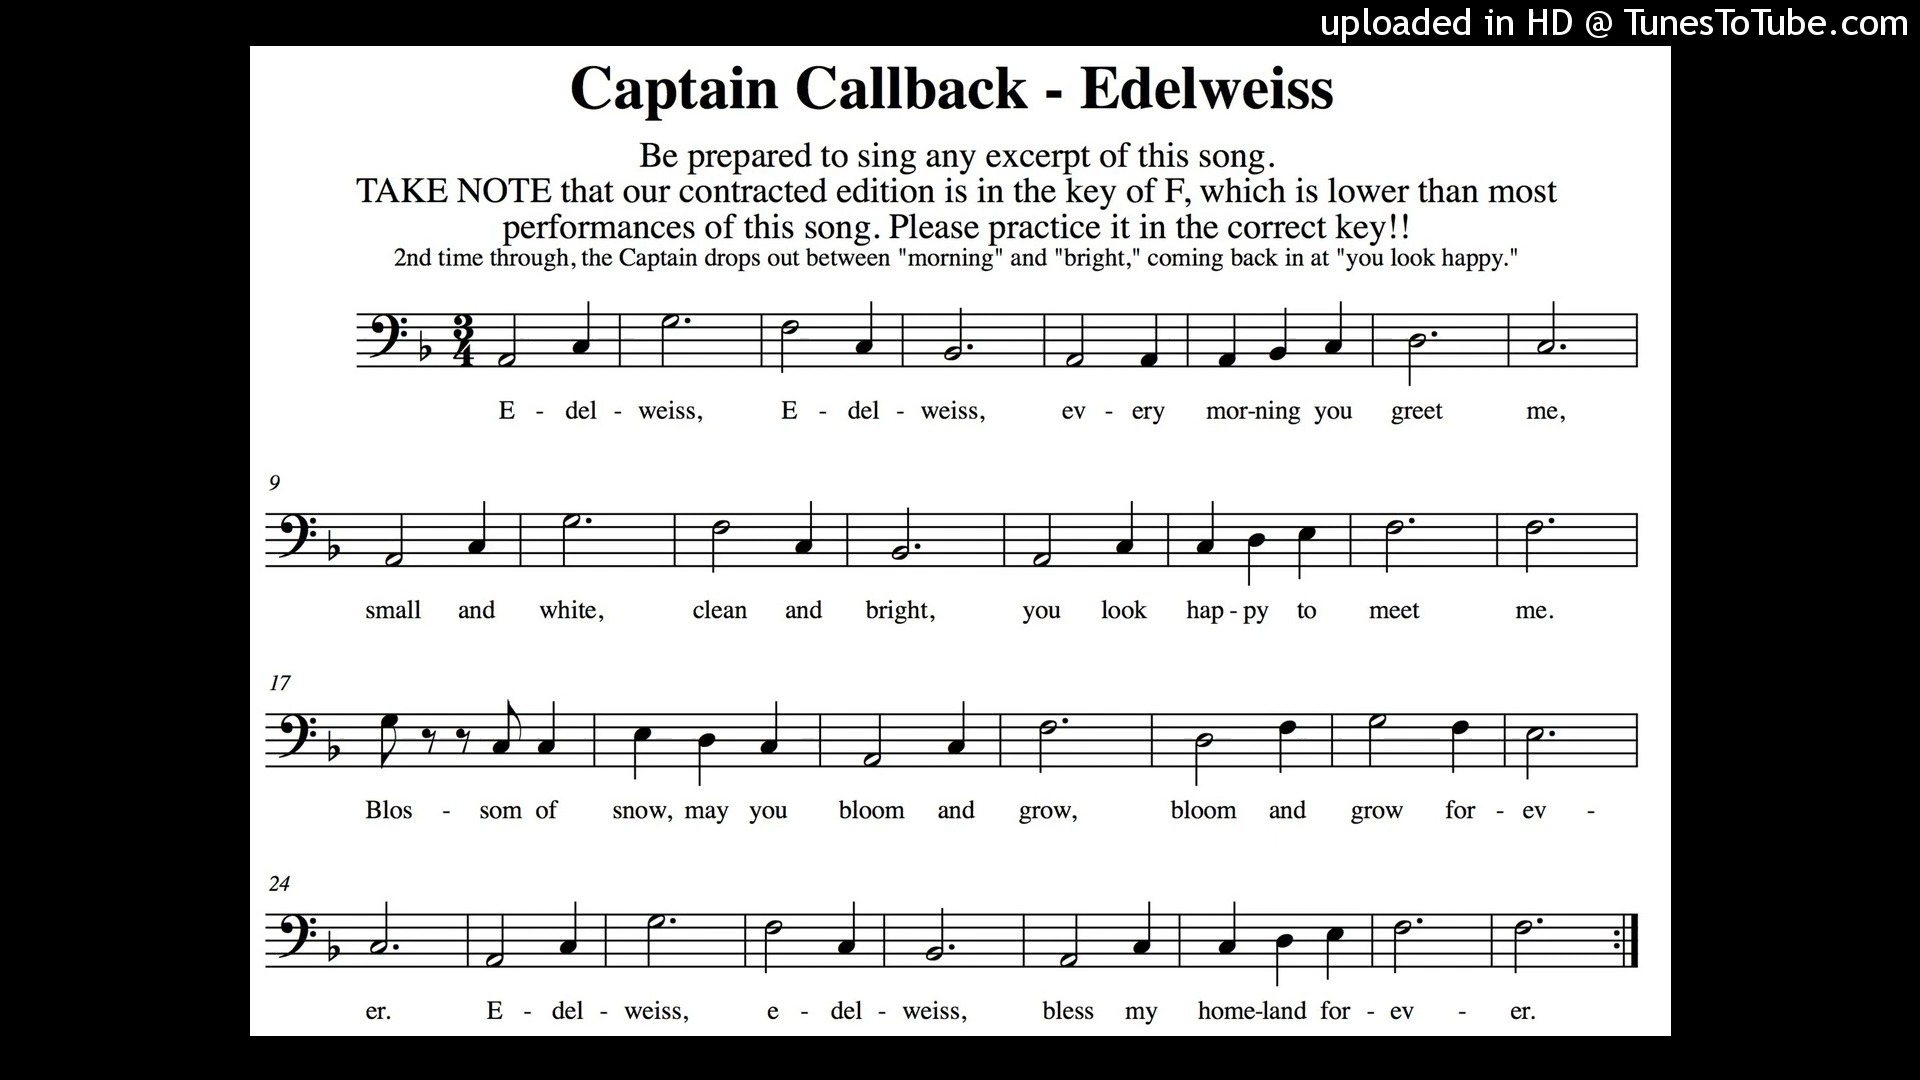 uploaded in HD @ TunesToTube.com
Captain Callback - Edelweiss
Be prepared to sing any excerpt of this song.
TAKE NOTE that our contracted edition is in the key of F, which is lower than most
performances of this song. Please practice it in the correct key!!
2nd time through, the Captain drops out between "morning" and "bright," coming back in at "you look happy."
3
4
E - del - weiss, E - del - weiss, ev - ery mor-ning you greet me,
9
small and white, clean and bright, you look hap - py to meet me.
17
Blos - som of snow, may you bloom and grow, bloom and grow for - ev -
24
er. E - del - weiss, e - del - weiss, bless my home-land for - ev - er.